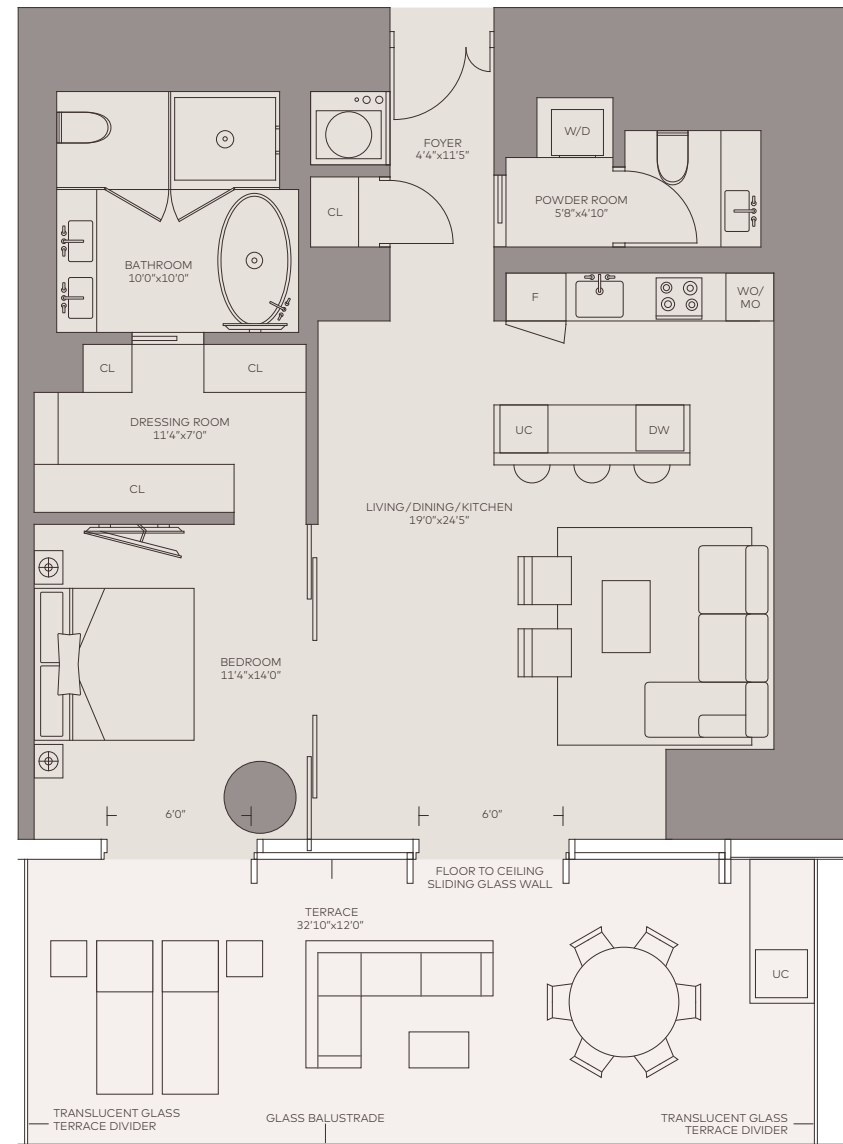 W/D
FOYER
4'4"x11'5"
CL
POWDER ROOM
5'8"x4'10"
BATHROOM
10'0"x10'0"
F
WO/
MO
CL
CL
DRESSING ROOM
11'4"x7'0"
UC
DW
CL
LIVING/DINING/KITCHEN
19'0"x24'5"
BEDROOM
11'4"x14'0"
6'0"
6'0"
FLOOR TO CEILING
SLIDING GLASS WALL
TERRACE
32'10"x12'0"
UC
TRANSLUCENT GLASS
TERRACE DIVIDER
GLASS BALUSTRADE
TRANSLUCENT GLASS
TERRACE DIVIDER